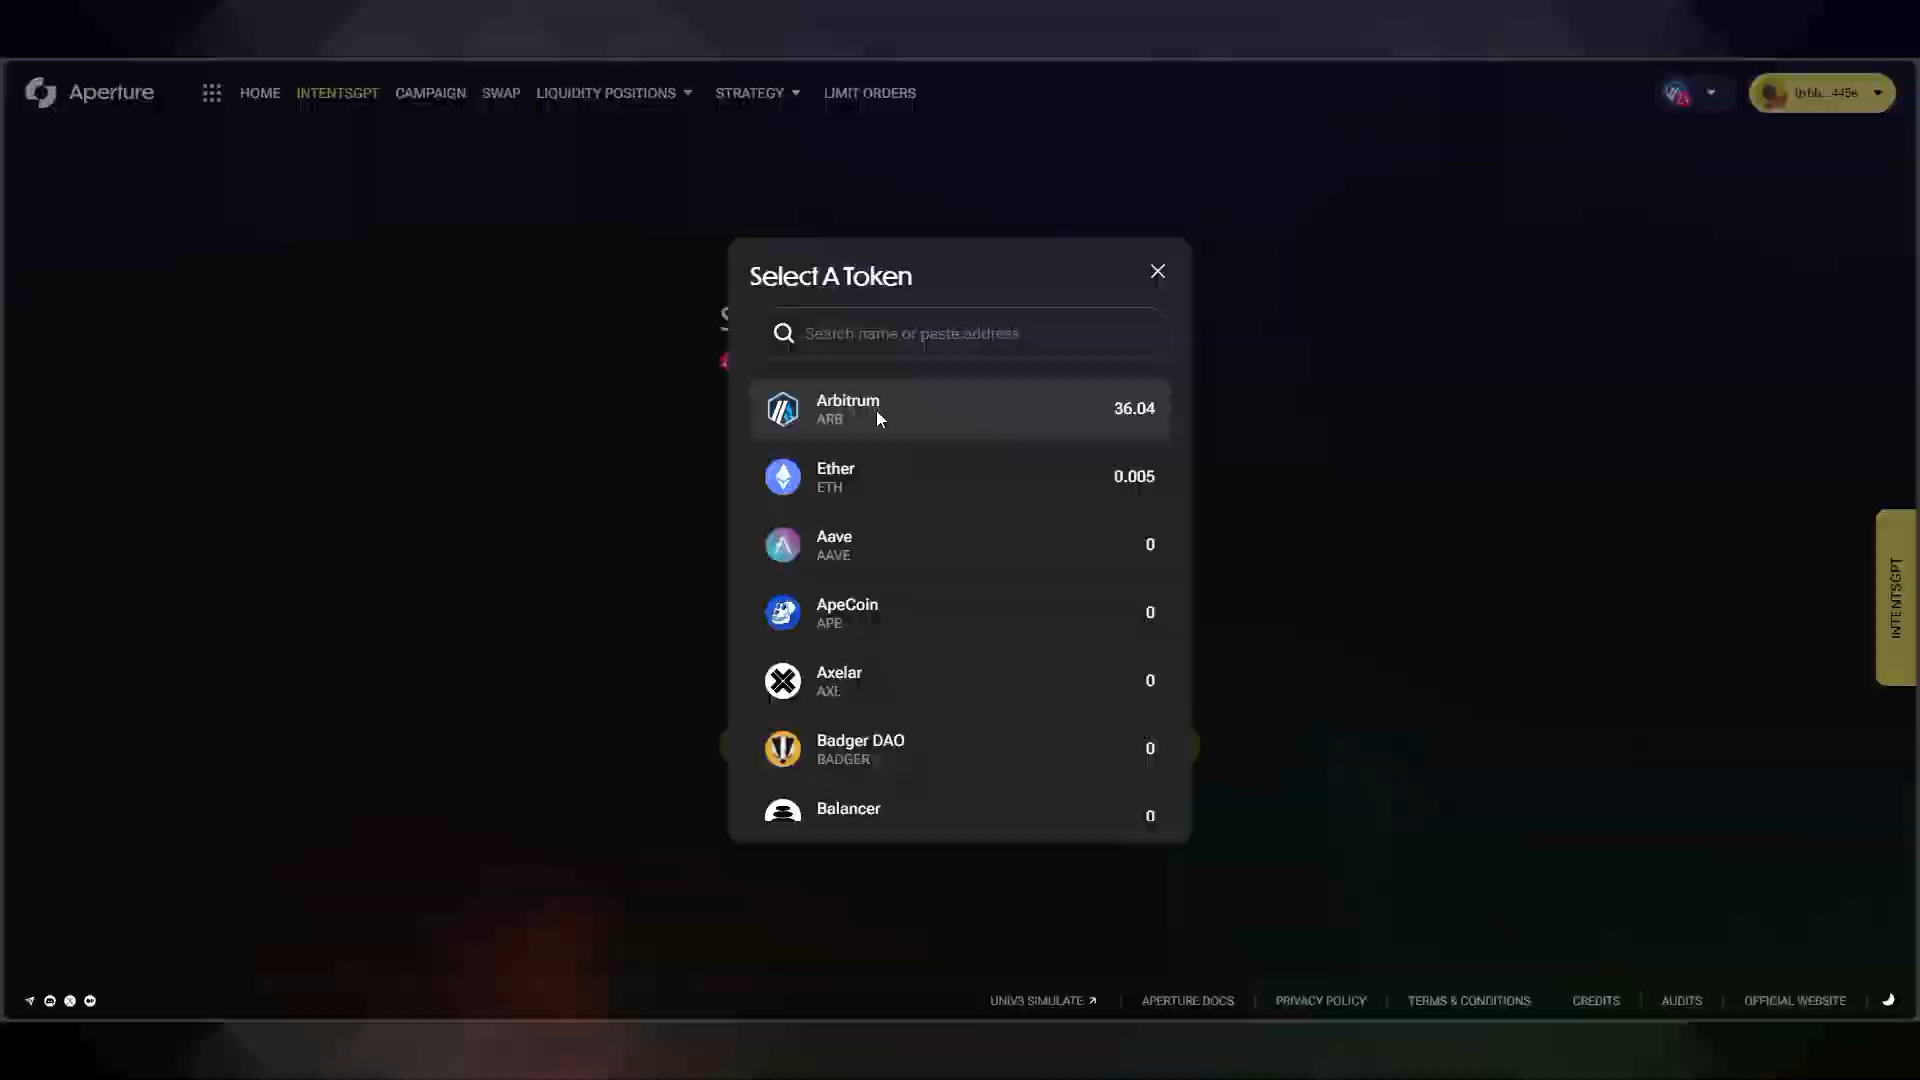 Aperture
HOME
INTENTSGPT
CAMPAIGN
SWAP
LIQUIDITY POSITIONS
STRATEGY
LIMIT ORDERS
Select A Token
Search name or paste address
Arbitrum
ARB
36.04
Ether
ETH
0.005
Aave
AAVE
0
ApeCoin
APE
0
Axelar
AXL
0
Badger DAO
BADGER
0
Balancer
0
INTENTSGPT
UNIV3 SIMULATE
APERTURE DOCS
PRIVACY POLICY
TERMS & CONDITIONS
CREDITS
AUDITS
OFFICIAL WEBSITE